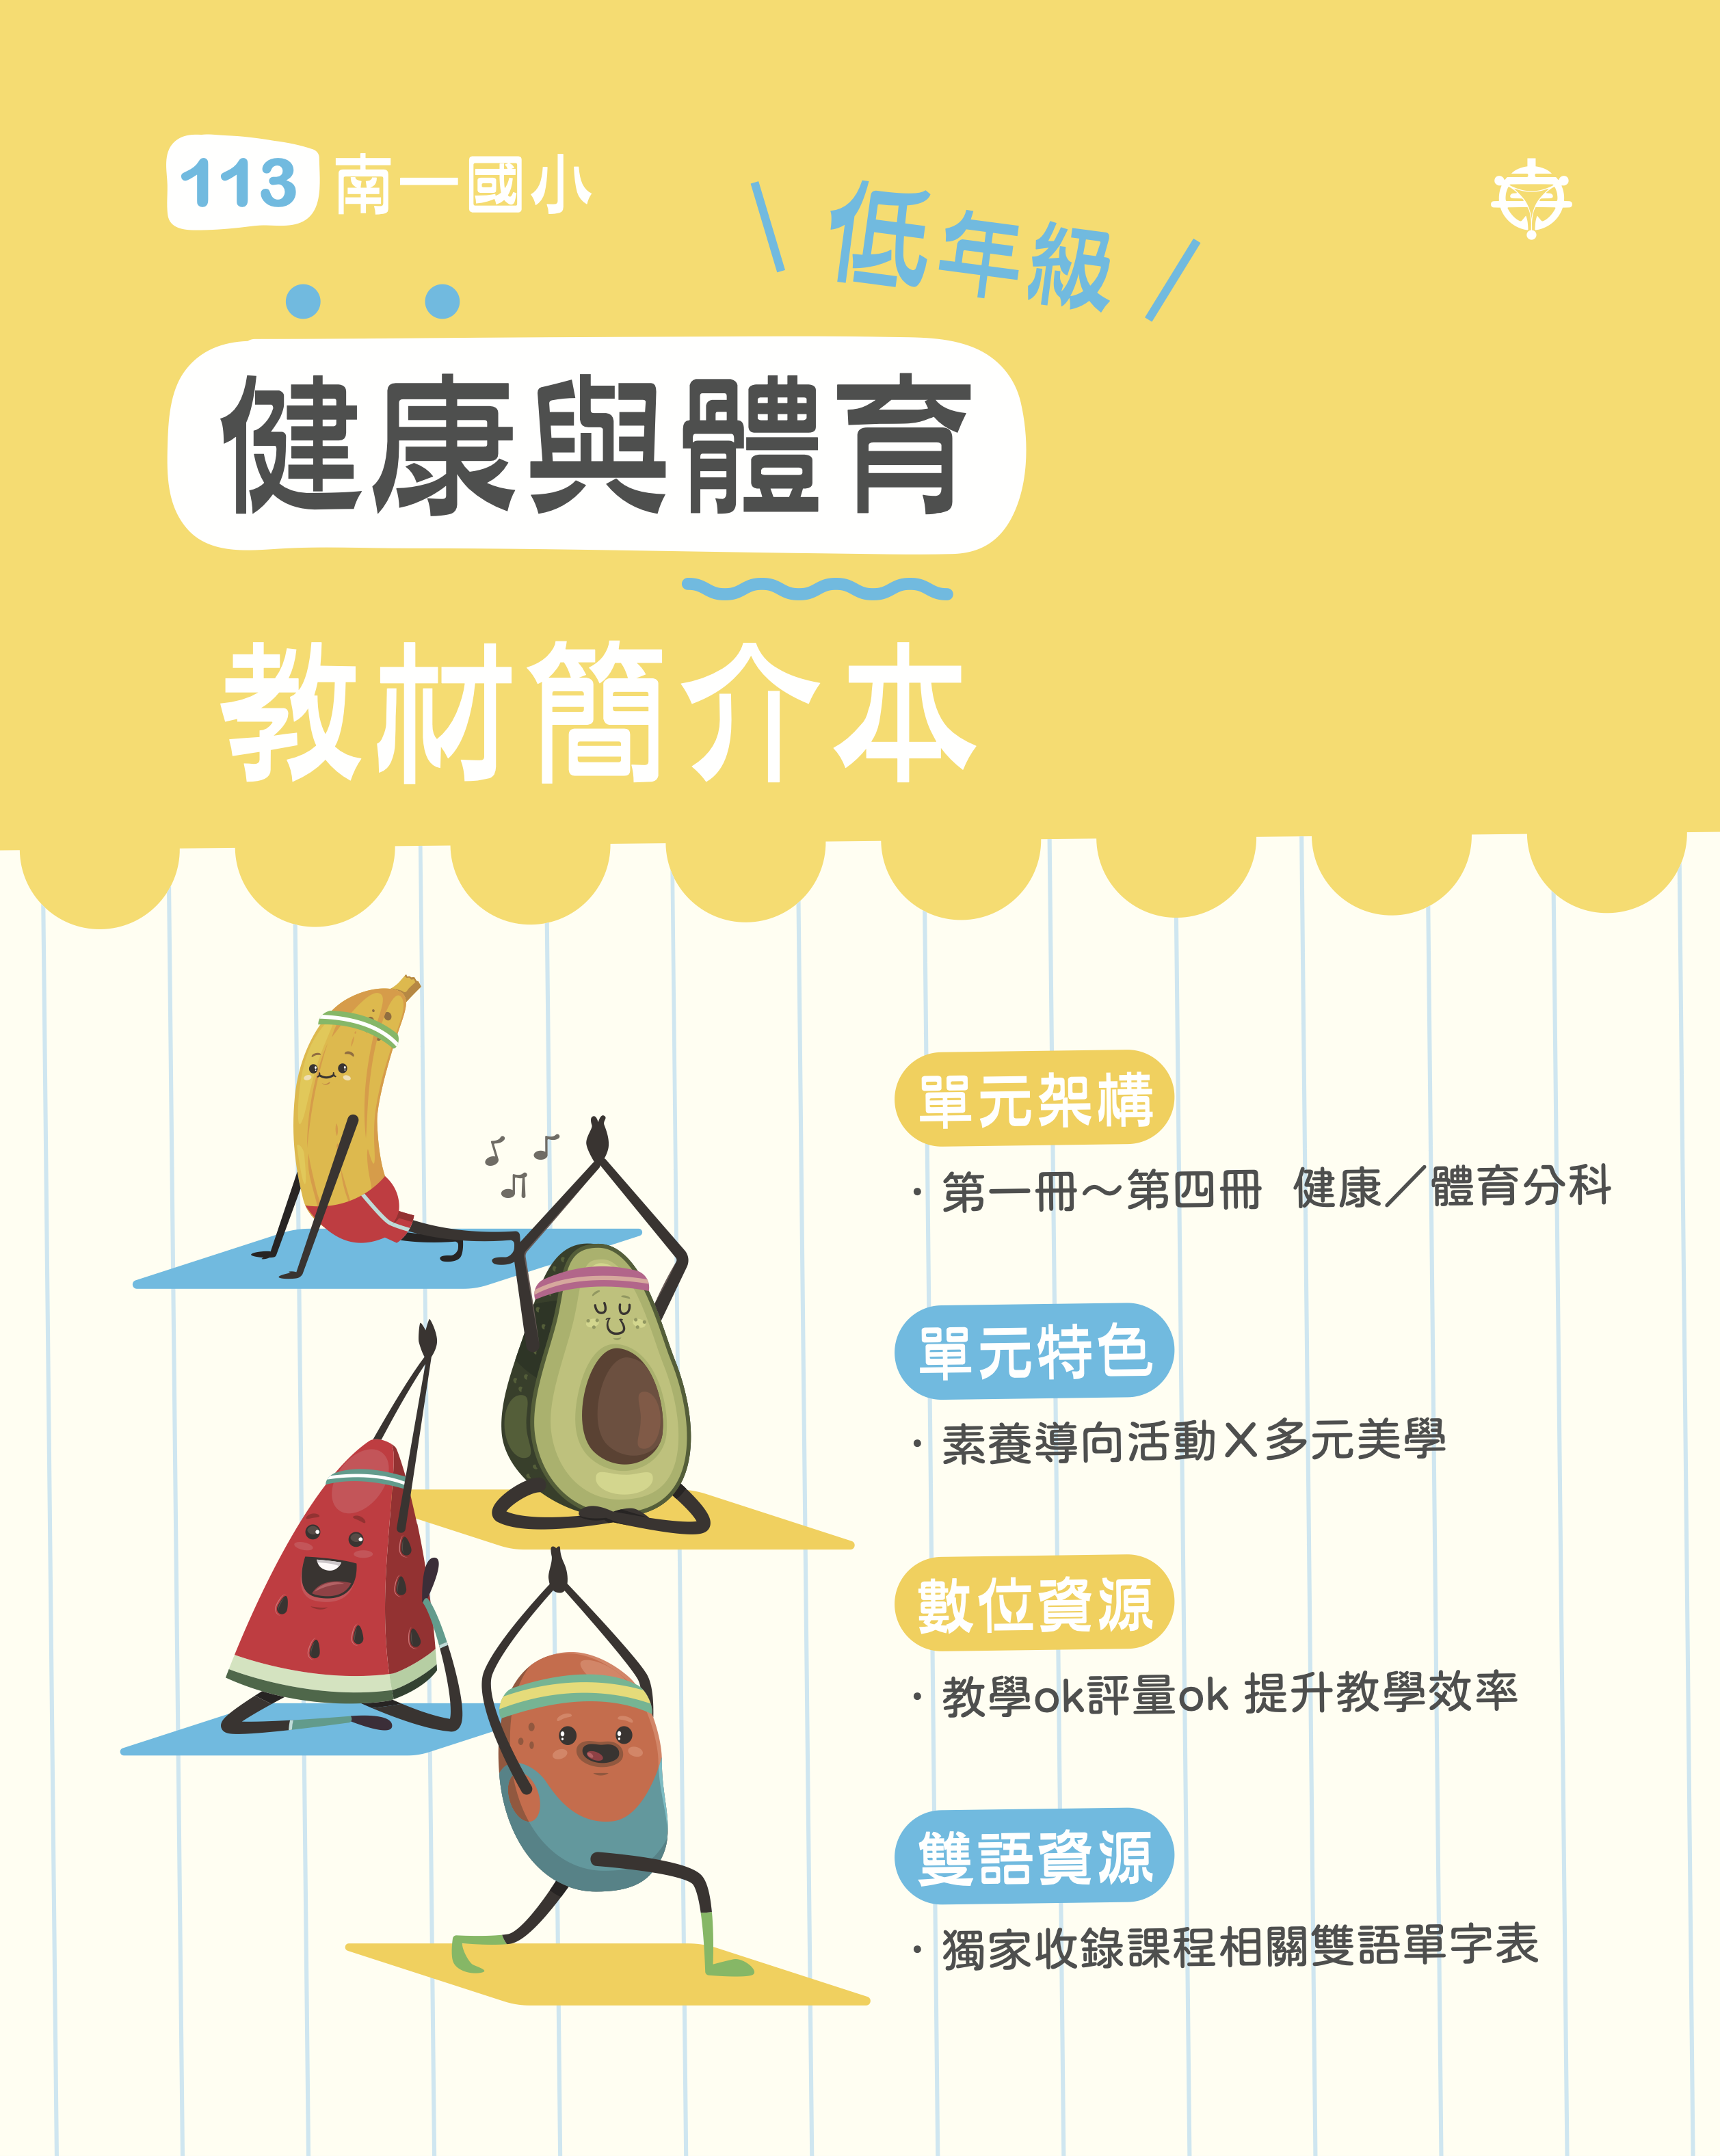 113 南一國小
低年級
健康與體育
教材簡介本
單元架構
・第一冊～第四冊 健康／體育分科
單元特色
・素養導向活動X多元美學
數位資源
・教學ok評量ok 提升教學效率
雙語資源
・獨家收錄課程相關雙語單字表